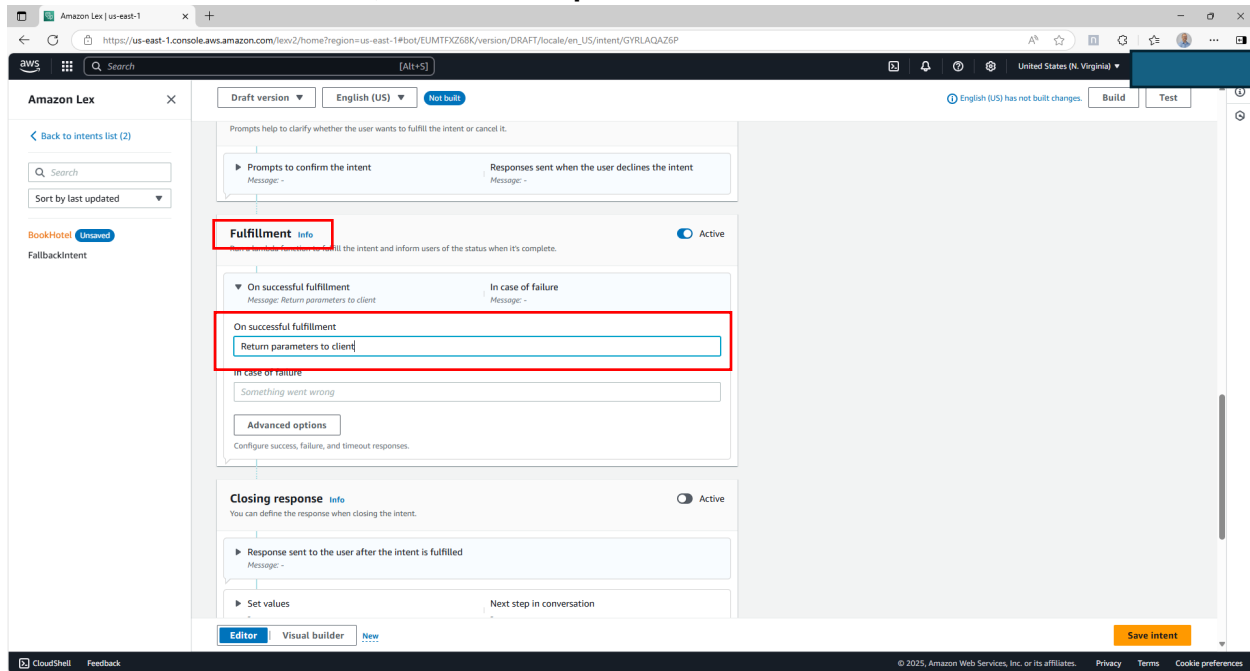 Amazon Lex | us-east-1
https://us-east-1.console.aws.amazon.com/lexv2/home?region=us-east-1#bot/EUMTFXZ68K/version/DRAFT/locale/en_US/intent/GYRLAQAZ6P
aws
Search [Alt+S]
United States (N. Virginia)
Amazon Lex
Draft version
English (US)
Not built
English (US) has not built changes.
Build
Test
Back to intents list (2)
Search
Sort by last updated
BookHotel Unsaved
FallbackIntent
Prompts help to clarify whether the user wants to fulfill the intent or cancel it.
Prompts to confirm the intent
Message: -
Responses sent when the user declines the intent
Message: -
Fulfillment Info
Active
Run a lambda function to fulfill the intent and inform users of the status when it's complete.
On successful fulfillment
Message: Return parameters to client
In case of failure
Message: -
On successful fulfillment
Return parameters to client
In case of failure
Something went wrong
Advanced options
Configure success, failure, and timeout responses.
Closing response Info
Active
You can define the response when closing the intent.
Response sent to the user after the intent is fulfilled
Message: -
Set values
-
Next step in conversation
-
Editor
Visual builder
New
Save intent
CloudShell
Feedback
© 2025, Amazon Web Services, Inc. or its affiliates.
Privacy
Terms
Cookie preferences